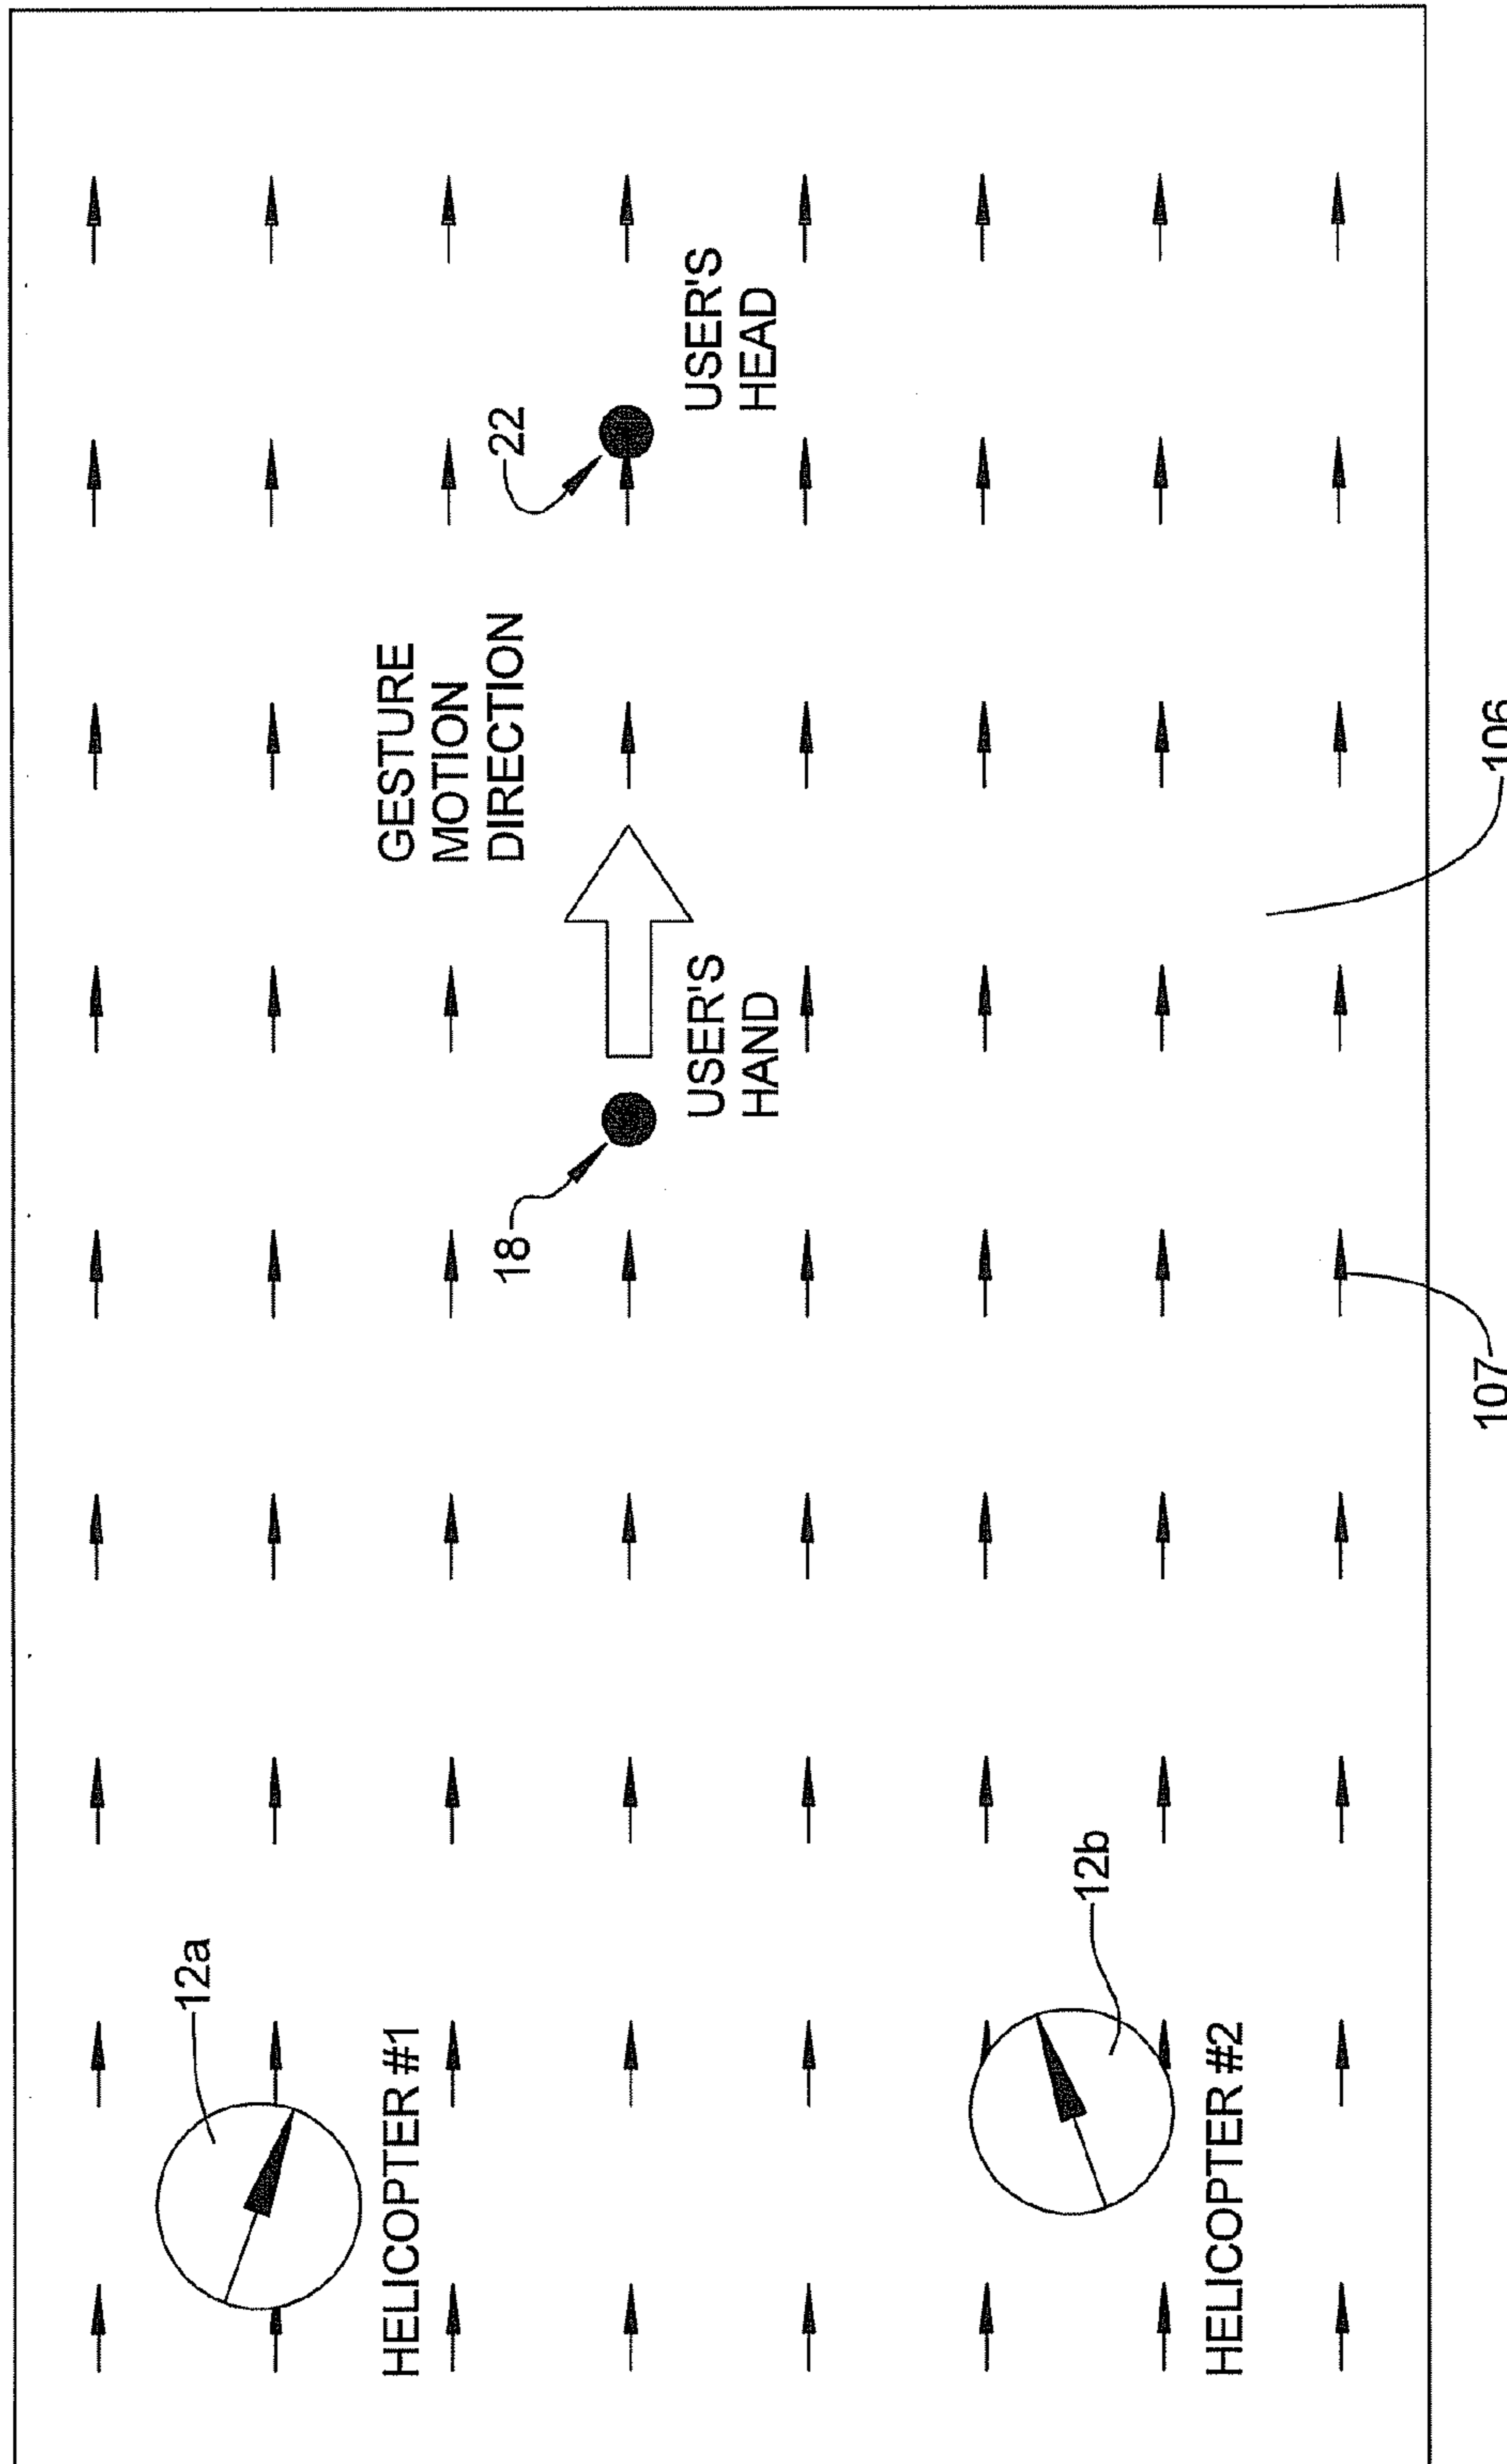 12a
HELICOPTER #1
GESTURE
MOTION
DIRECTION
22
18
USER'S
HEAD
USER'S
HAND
12b
HELICOPTER #2
106
107